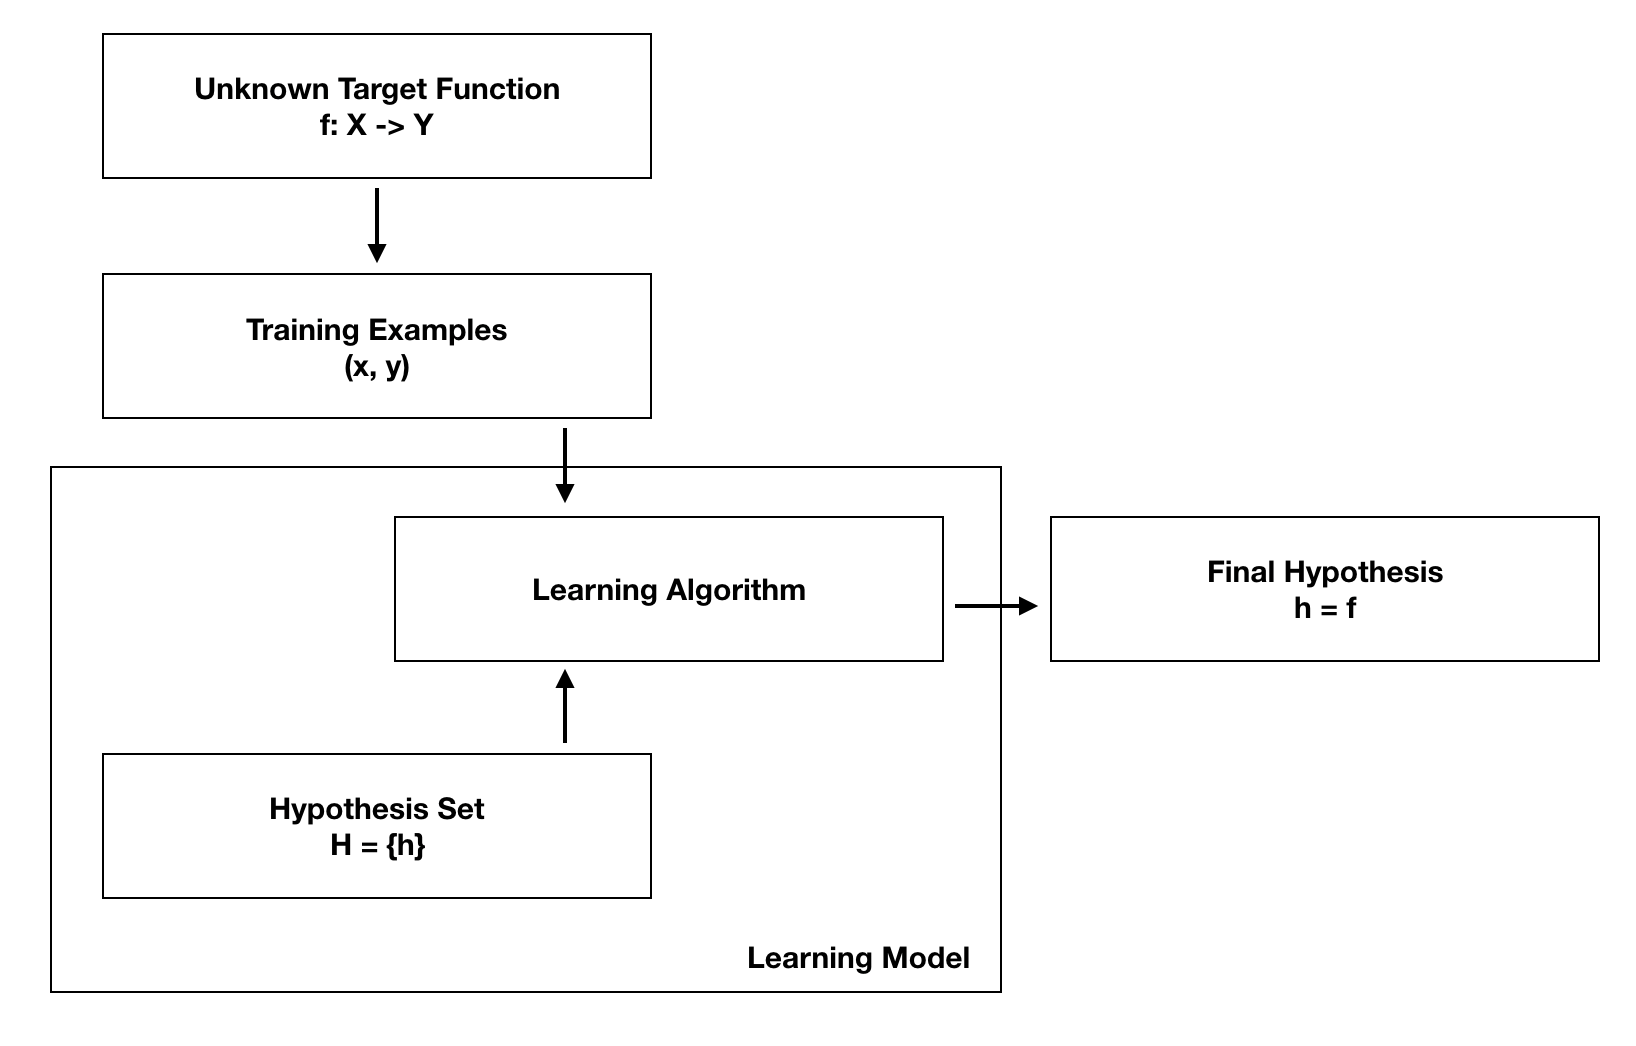 Unknown Target Function
f: X -> Y
Training Examples
(x, y)
Learning Algorithm
Final Hypothesis
h = f
Hypothesis Set
H = {h}
Learning Model